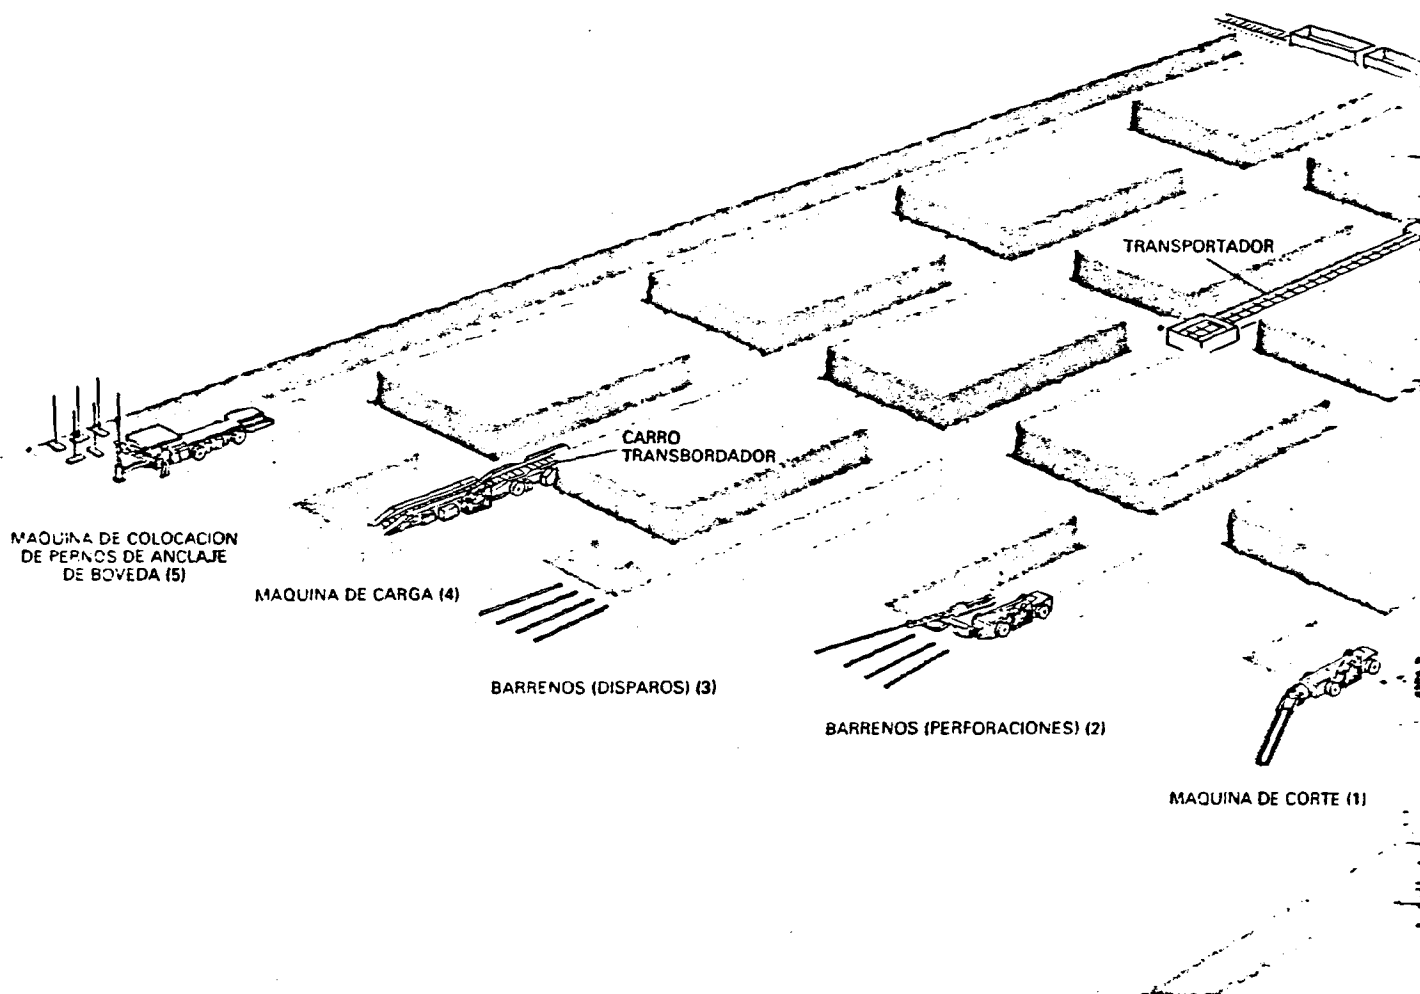 TRANSPORTADOR
CARRO
TRANSBORDADOR
MAQUINA DE COLOCACION
DE PERNOS DE ANCLAJE
DE BOVEDA (5)
MAQUINA DE CARGA (4)
BARRENOS (DISPAROS) (3)
BARRENOS (PERFORACIONES) (2)
MAQUINA DE CORTE (1)